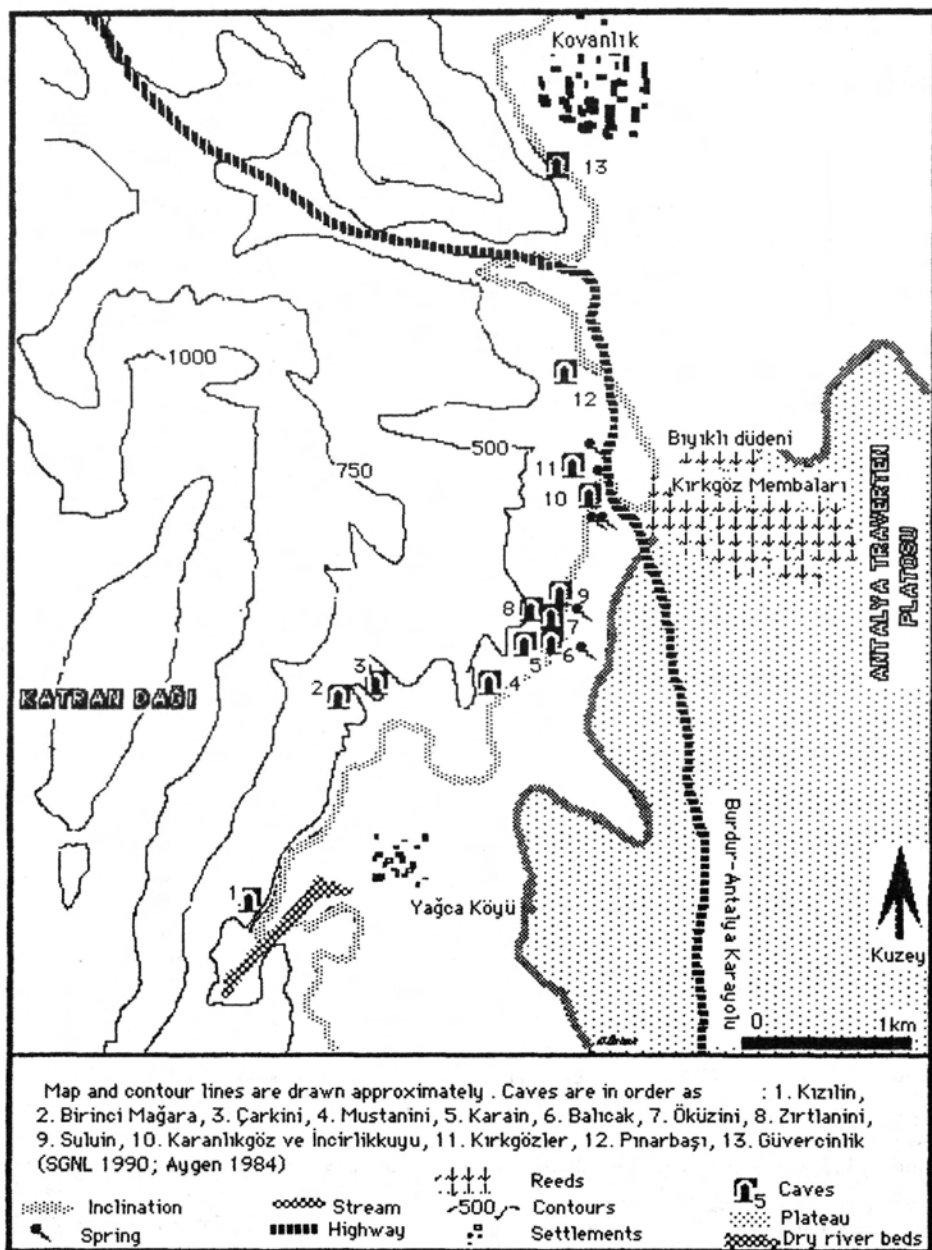 Kovanlık
13
1000
12
Bıyıklı düdeni
500
750
11
Kırkgöz Membaları
10
ANTALYA TRAVERTEN
PLATOSU
9
8
7
3
5
6
KATRAN DAĞI
2
4
Burdur-Antalya Karayolu
1
Yağca Köyü
Kuzey
0 1km
Map and contour lines are drawn approximately . Caves are in order as : 1. Kızılin,
2. Birinci Mağara, 3. Çarkini, 4. Mustanini, 5. Karain, 6. Balıcak, 7. Öküzini, 8. Zırtlanini,
9. Suluin, 10. Karanlıkgöz ve İncirlikkuyu, 11. Kırkgözler, 12. Pınarbaşı, 13. Güvercinlik
(SGNL 1990; Aygen 1984)
Reeds
Inclination Stream 500 Contours 5 Caves
Plateau
Spring Highway Settlements Dry river beds